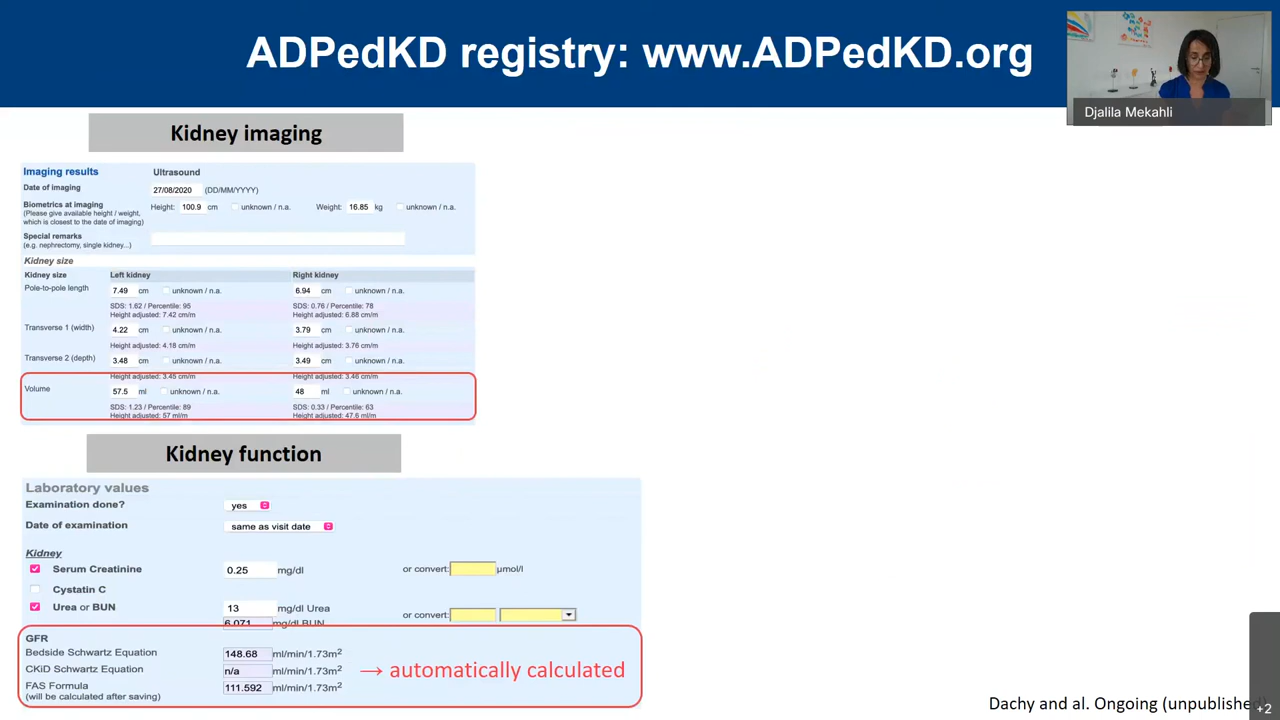 ADPedKD registry: www.ADPedKD.org
Djalila Mekahli
Kidney imaging
Imaging results Ultrasound
Date of imaging 27/08/2020 (DD/MM/YYYY)
Biometrics at imaging Height: 100.9 cm unknown / n.a. Weight: 16.85 kg unknown / n.a.
(Please give available height / weight,
which is closest to the date of imaging)
Special remarks
(e.g. nephrectomy, single kidney...)
Kidney size
Kidney size Left kidney Right kidney
Pole-to-pole length 7.49 cm unknown / n.a. 6.94 cm unknown / n.a.
SDS: 1.62 / Percentile: 95 SDS: 0.76 / Percentile: 78
Height adjusted: 7.42 cm/m Height adjusted: 6.88 cm/m
Transverse 1 (width) 4.22 cm unknown / n.a. 3.79 cm unknown / n.a.
Height adjusted: 4.18 cm/m Height adjusted: 3.76 cm/m
Transverse 2 (depth) 3.48 cm unknown / n.a. 3.49 cm unknown / n.a.
Height adjusted: 3.45 cm/m Height adjusted: 3.46 cm/m
Volume 57.5 ml unknown / n.a. 48 ml unknown / n.a.
SDS: 1.23 / Percentile: 89 SDS: 0.33 / Percentile: 63
Height adjusted: 57 ml/m Height adjusted: 47.6 ml/m
Kidney function
Laboratory values
Examination done? yes
Date of examination same as visit date
Kidney
Serum Creatinine 0.25 mg/dl or convert: µmol/l
Cystatin C
Urea or BUN 13 mg/dl Urea or convert:
6.071 mg/dl BUN
GFR
Bedside Schwartz Equation 148.68 ml/min/1.73m²
CKiD Schwartz Equation n/a ml/min/1.73m² → automatically calculated
FAS Formula 111.592 ml/min/1.73m²
(will be calculated after saving)
Dachy and al. Ongoing (unpublished)
+2